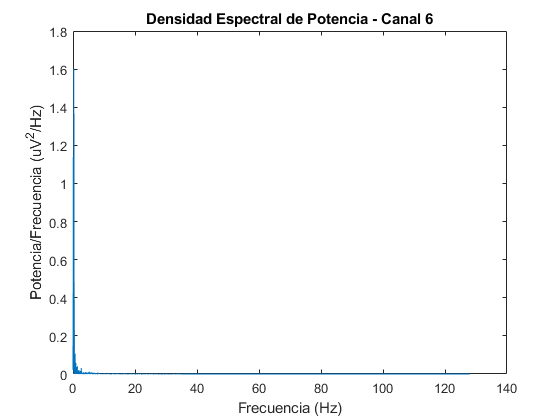 Densidad Espectral de Potencia - Canal 6
1.8
1.6
1.4
1.2
1
0.8
0.6
0.4
0.2
0
Potencia/Frecuencia (uV²/Hz)
0 20 40 60 80 100 120 140
Frecuencia (Hz)